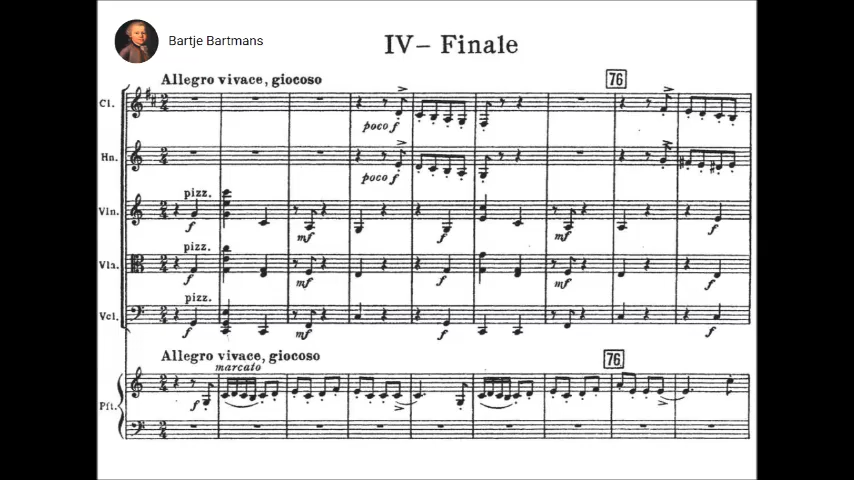 Bartje Bartmans
IV– Finale
Allegro vivace, giocoso
76
Cl.
poco f
Hn.
poco f
pizz.
Vln.
f
mf
f
mf
f
pizz.
Vla.
f
mf
f
mf
f
pizz.
Vcl.
f
mf
f
f
Allegro vivace, giocoso
76
marcato
f
Pft.